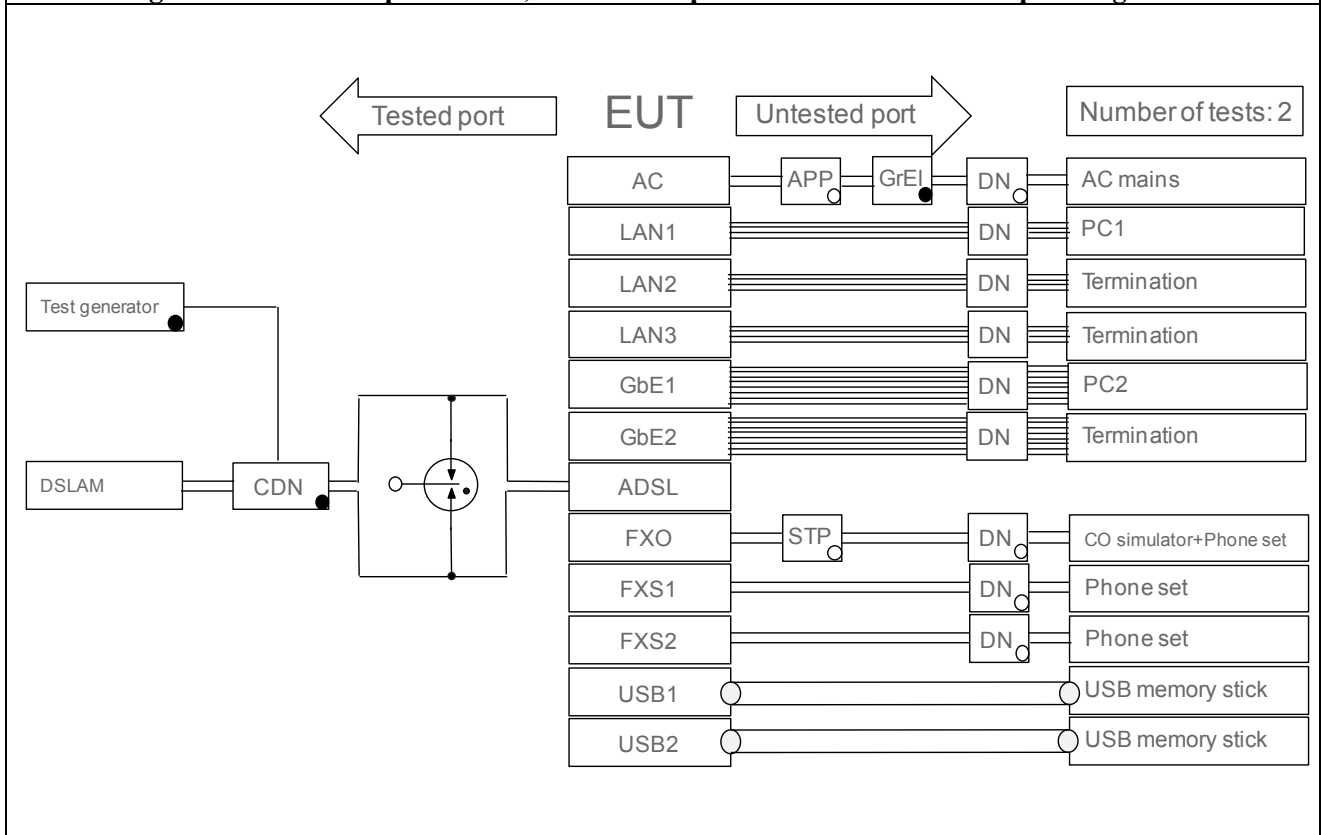 Tested port
EUT
Untested port
Number of tests: 2
AC
APP
GrEl
DN
AC mains
LAN1
DN
PC1
LAN2
DN
Termination
Test generator
LAN3
DN
Termination
GbE1
DN
PC2
GbE2
DN
Termination
DSLAM
CDN
ADSL
FXO
STP
DN
CO simulator+Phone set
FXS1
DN
Phone set
FXS2
DN
Phone set
USB1
USB memory stick
USB2
USB memory stick